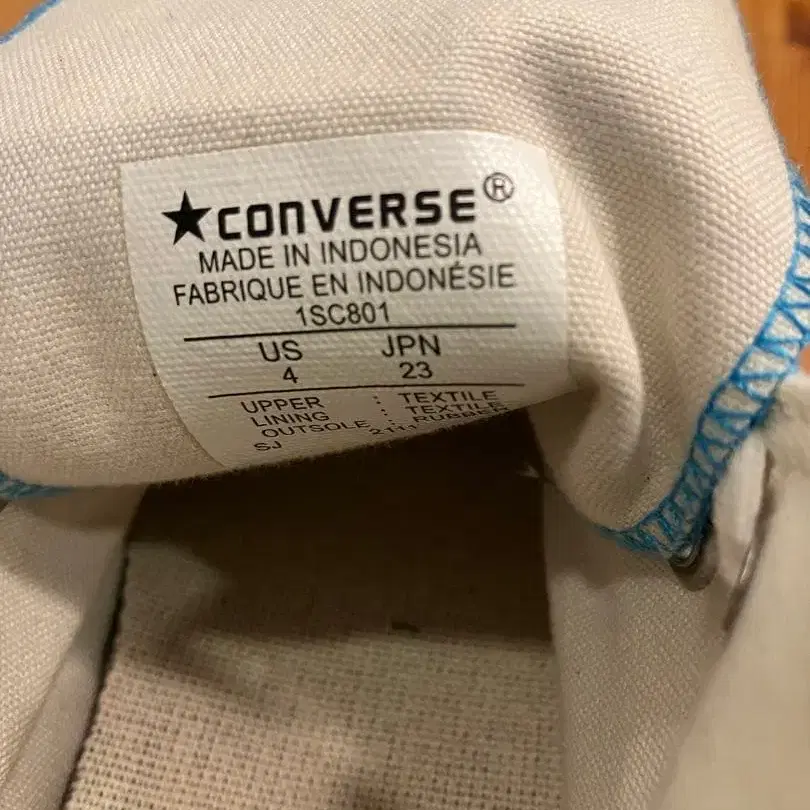 ★CONVERSE®
MADE IN INDONESIA
FABRIQUE EN INDONÉSIE
1SC801
US JPN
4 23
UPPER : TEXTILE
LINING : TEXTILE
OUTSOLE : RUBBER
SJ 2111